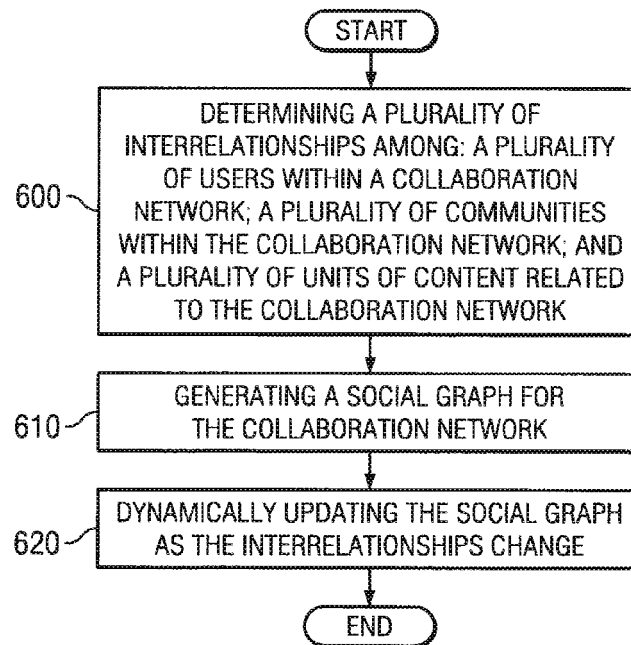 START
DETERMINING A PLURALITY OF
INTERRELATIONSHIPS AMONG: A PLURALITY
OF USERS WITHIN A COLLABORATION
NETWORK; A PLURALITY OF COMMUNITIES
WITHIN THE COLLABORATION NETWORK; AND
A PLURALITY OF UNITS OF CONTENT RELATED
TO THE COLLABORATION NETWORK
600
GENERATING A SOCIAL GRAPH FOR
THE COLLABORATION NETWORK
610
DYNAMICALLY UPDATING THE SOCIAL GRAPH
AS THE INTERRELATIONSHIPS CHANGE
620
END